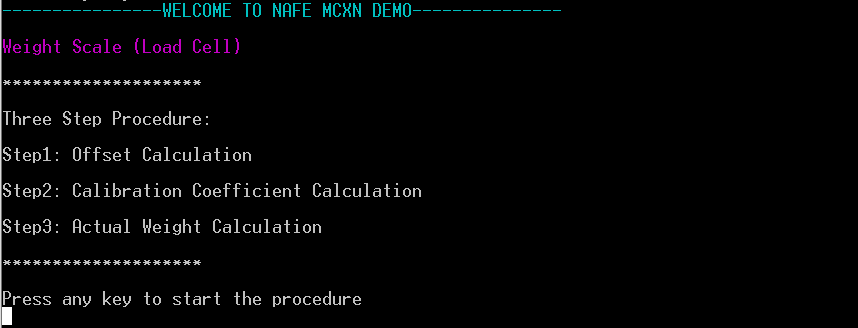 ----------------WELCOME TO NAFE MCXN DEMO---------------
Weight Scale (Load Cell)
********************
Three Step Procedure:
Step1: Offset Calculation
Step2: Calibration Coefficient Calculation
Step3: Actual Weight Calculation
********************
Press any key to start the procedure